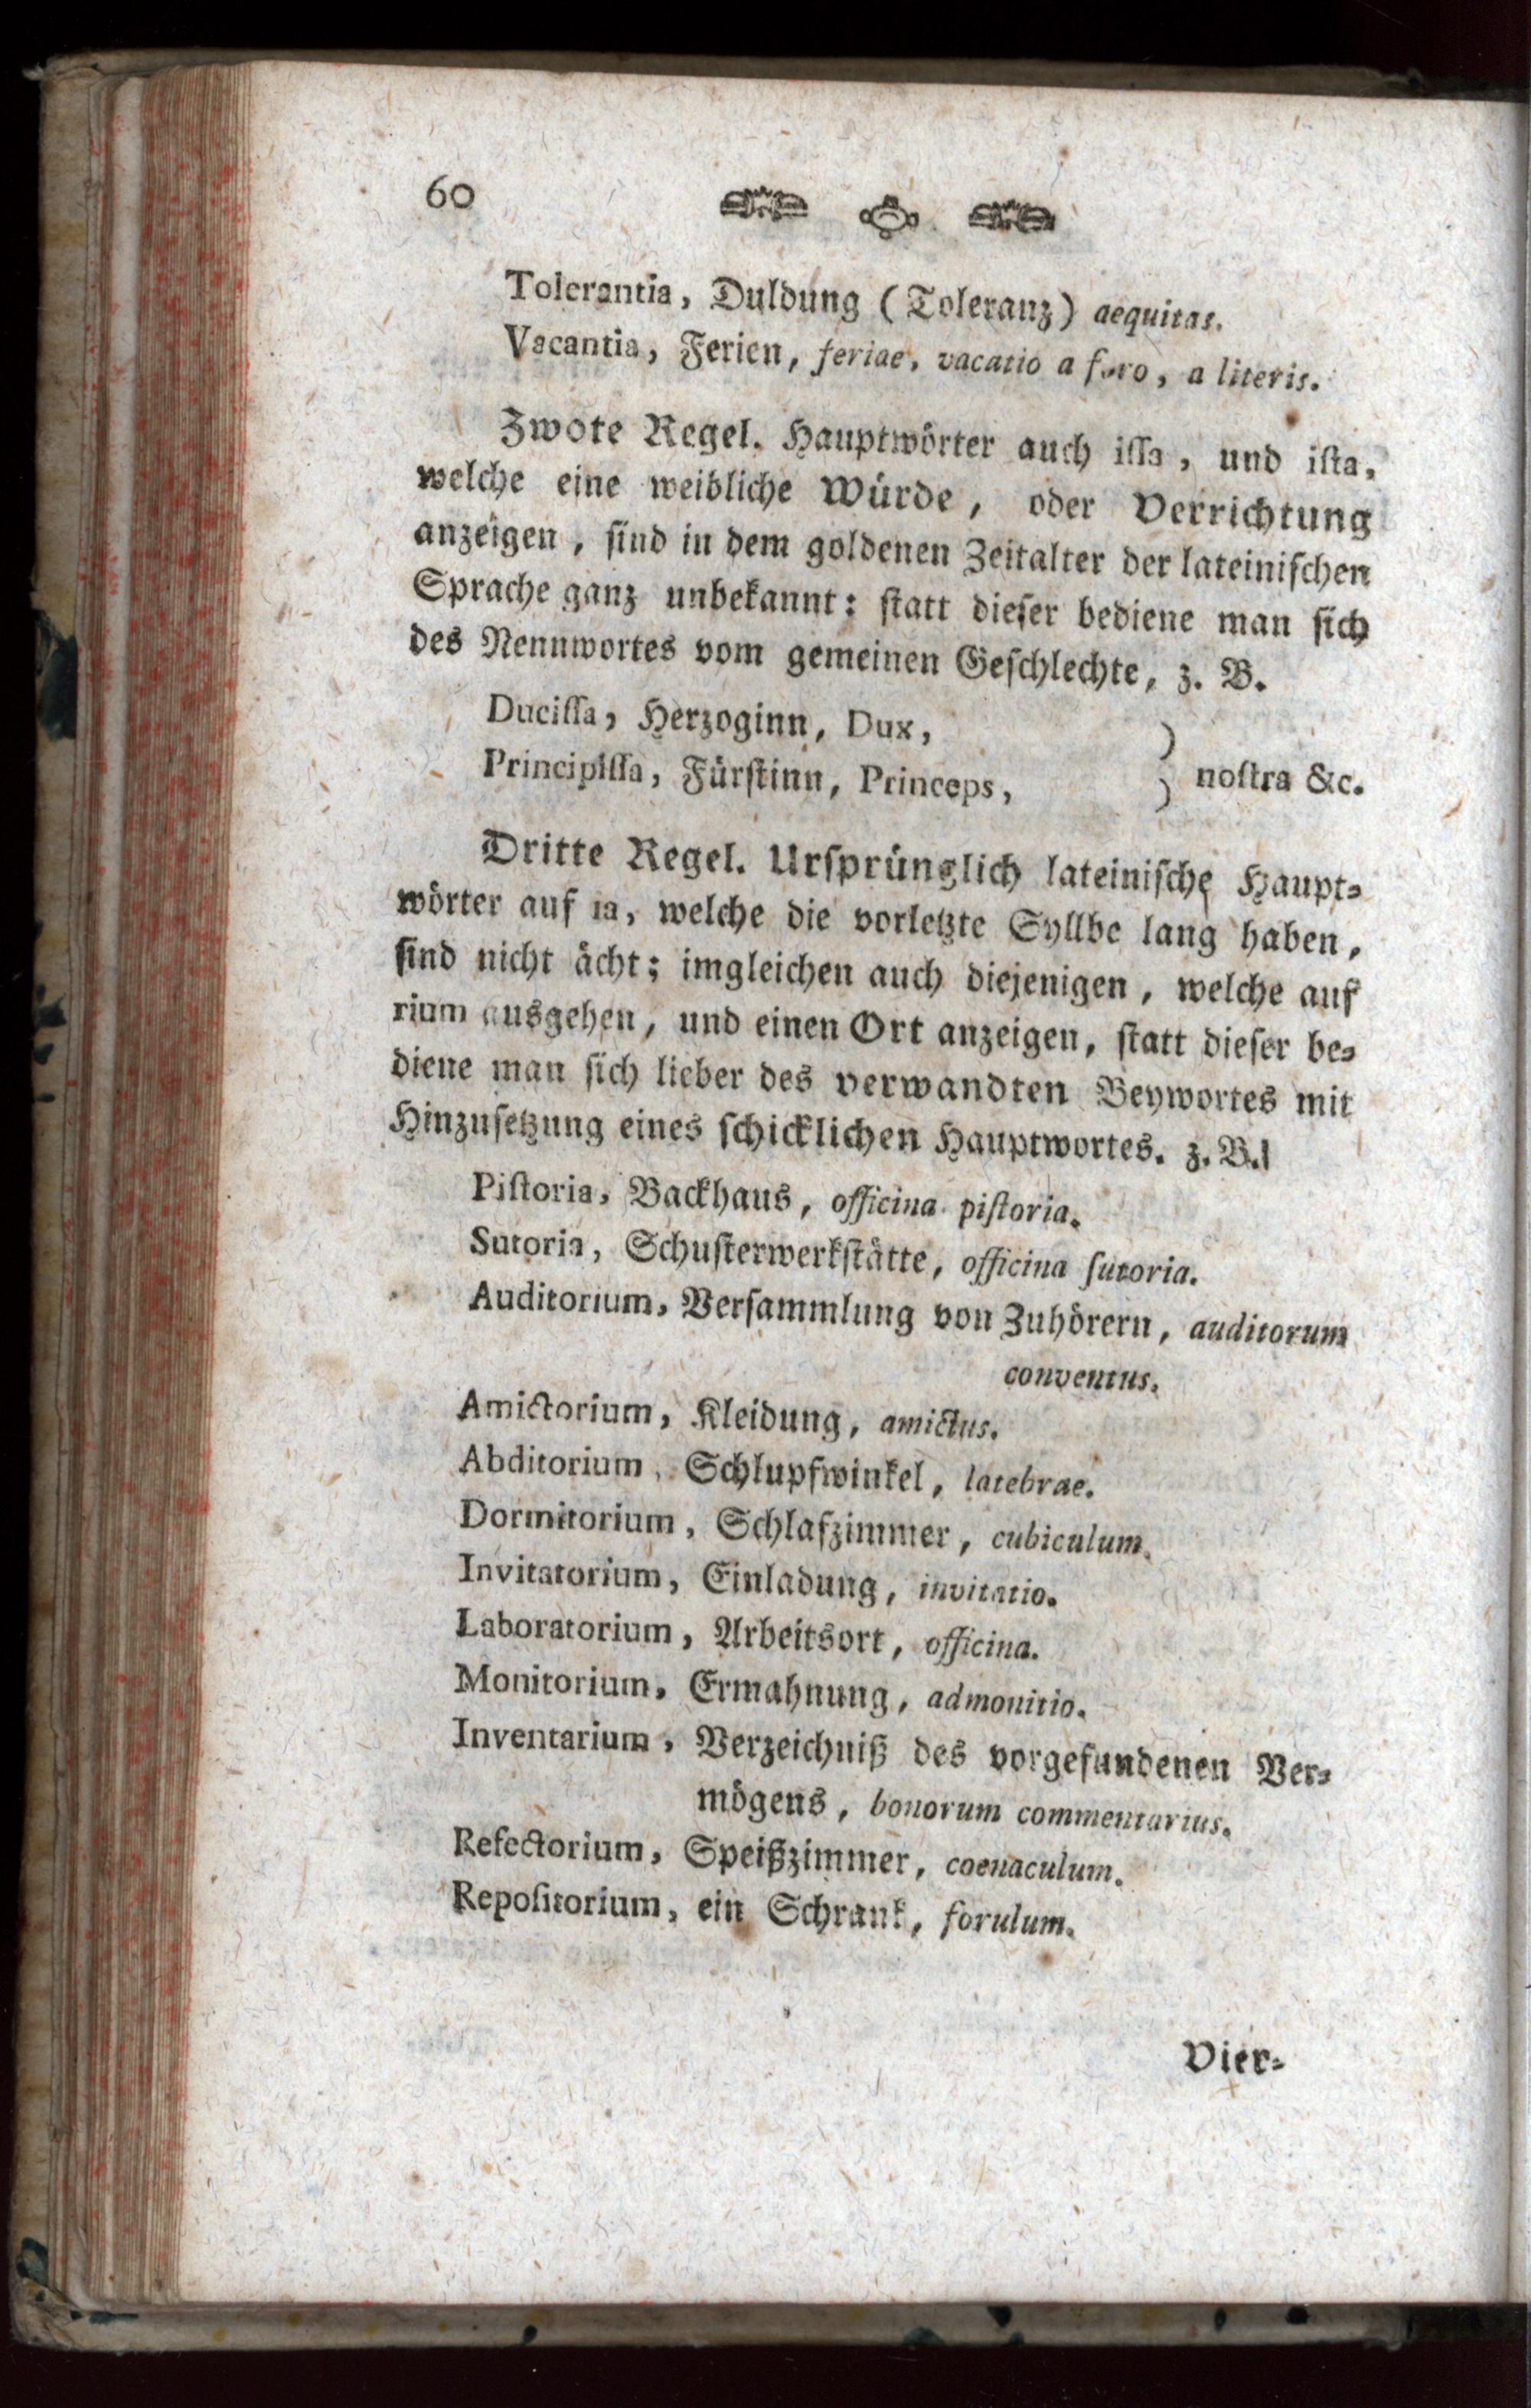 60
Tolerantia, Duldung (Toleranz) aequitas.
Vacantia, Ferien, feriae, vacatio a foro, a literis.
Zwote Regel. Hauptwörter auch iſſa, und iſta,
welche eine weibliche Würde, oder Verrichtung
anzeigen, ſind in dem goldenen Zeitalter der lateiniſchen
Sprache ganz unbekannt: ſtatt dieſer bediene man ſich
des Nennwortes vom gemeinen Geſchlechte, z. B.
Duciſſa, Herzoginn, Dux, )
Principiſſa, Fürſtinn, Princeps, ) noſtra &c.
Dritte Regel. Urſprünglich lateiniſche Haupt⸗
wörter auf ia, welche die vorletzte Syllbe lang haben,
ſind nicht ächt; imgleichen auch diejenigen, welche auf
rium ausgehen, und einen Ort anzeigen, ſtatt dieſer be⸗
diene man ſich lieber des verwandten Beywortes mit
Hinzuſetzung eines ſchicklichen Hauptwortes. z. B.
Piſtoria, Backhaus, officina piſtoria.
Sutoria, Schuſterwerkſtätte, officina ſutoria.
Auditorium, Verſammlung von Zuhörern, auditorum
conventus.
Amictorium, Kleidung, amictus.
Abditorium, Schlupfwinkel, latebrae.
Dormitorium, Schlafzimmer, cubiculum.
Invitatorium, Einladung, invitatio.
Laboratorium, Arbeitsort, officina.
Monitorium, Ermahnung, admonitio.
Inventarium, Verzeichniß des vorgefundenen Ver⸗
mögens, bonorum commentarius.
Refectorium, Speißzimmer, coenaculum.
Repoſitorium, ein Schrank, forulum.
Vier⸗